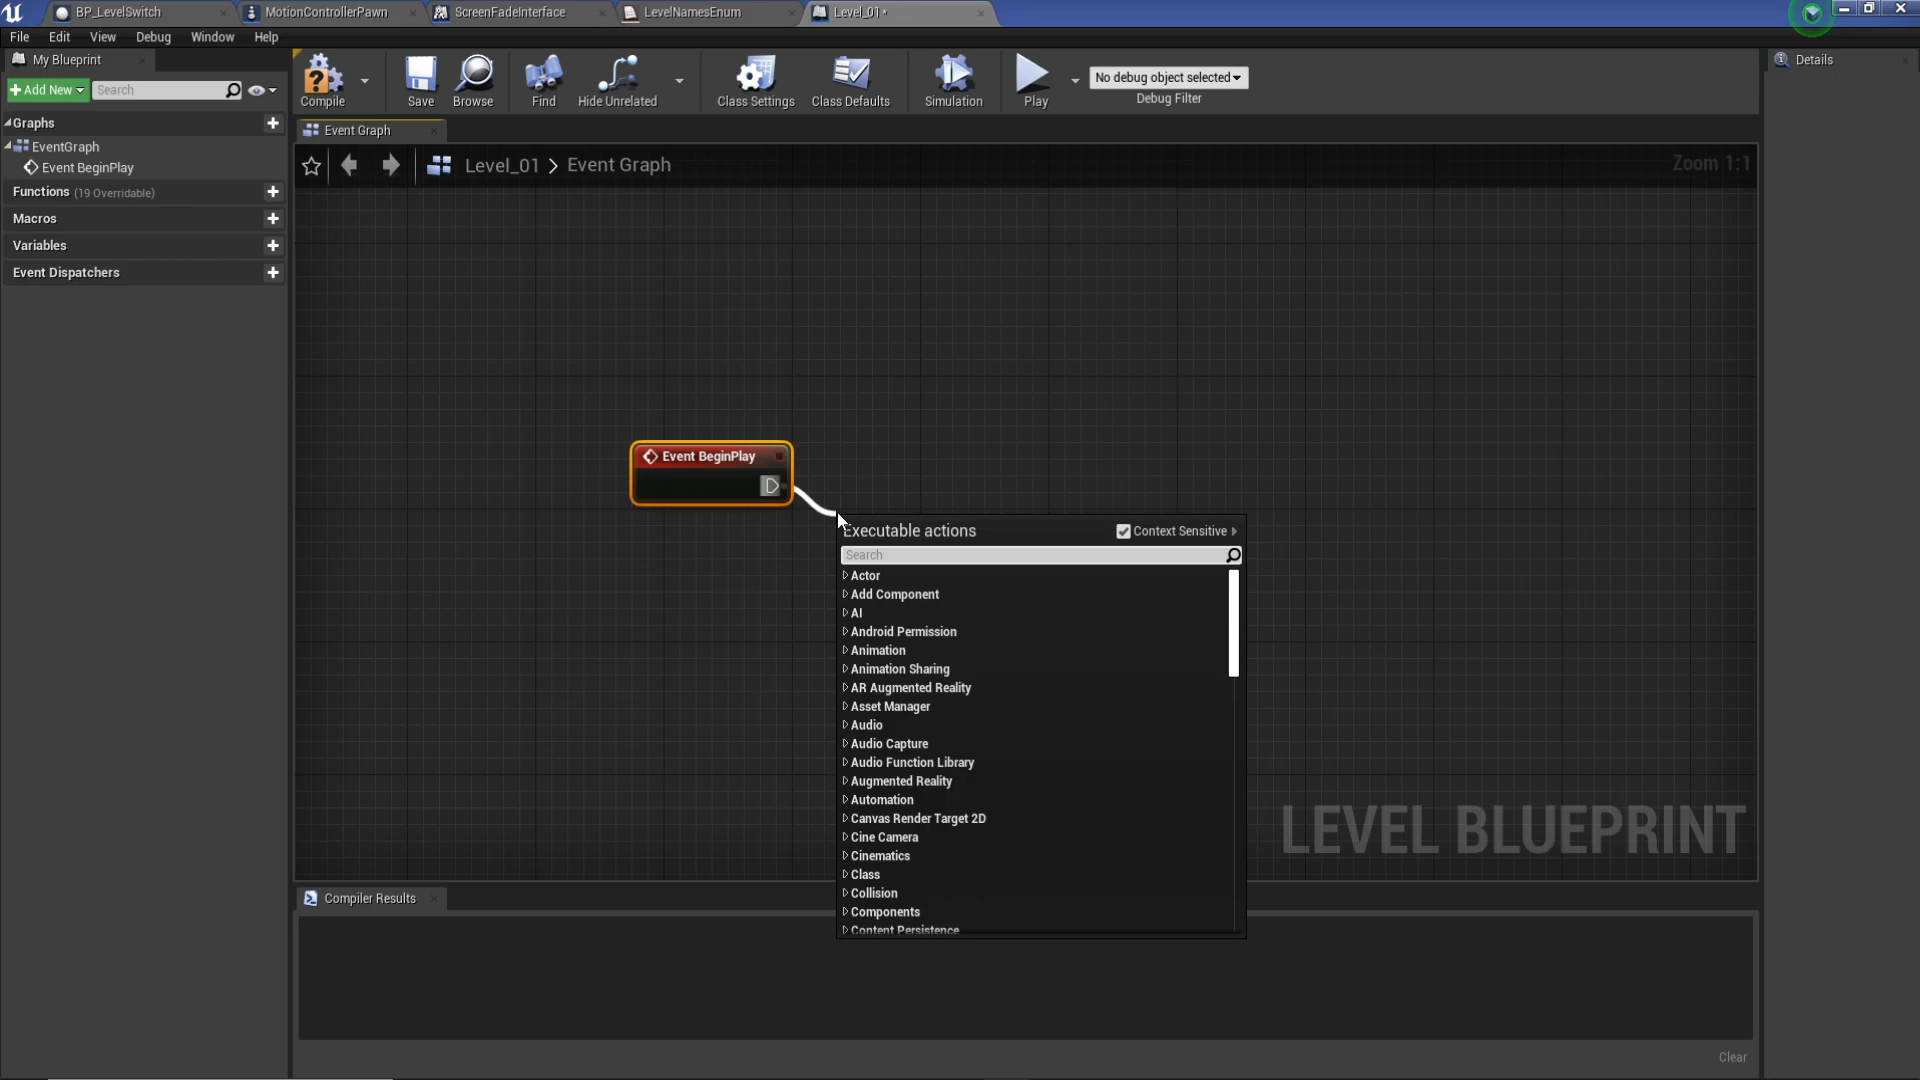 BP_LevelSwitch
MotionControllerPawn
ScreenFadeInterface
LevelNamesEnum
Level_01*
File Edit View Debug Window Help
My Blueprint
Add New
Search
Compile
Save
Browse
Find
Hide Unrelated
Class Settings
Class Defaults
Simulation
Play
No debug object selected
Debug Filter
Details
Graphs
EventGraph
Event BeginPlay
Functions (19 Overridable)
Macros
Variables
Event Dispatchers
Event Graph
Level_01 > Event Graph
Zoom 1:1
Event BeginPlay
Executable actions
Context Sensitive
Search
Actor
Add Component
AI
Android Permission
Animation
Animation Sharing
AR Augmented Reality
Asset Manager
Audio
Audio Capture
Audio Function Library
Augmented Reality
Automation
Canvas Render Target 2D
Cine Camera
Cinematics
Class
Collision
Components
Content Persistence
LEVEL BLUEPRINT
Compiler Results
Clear